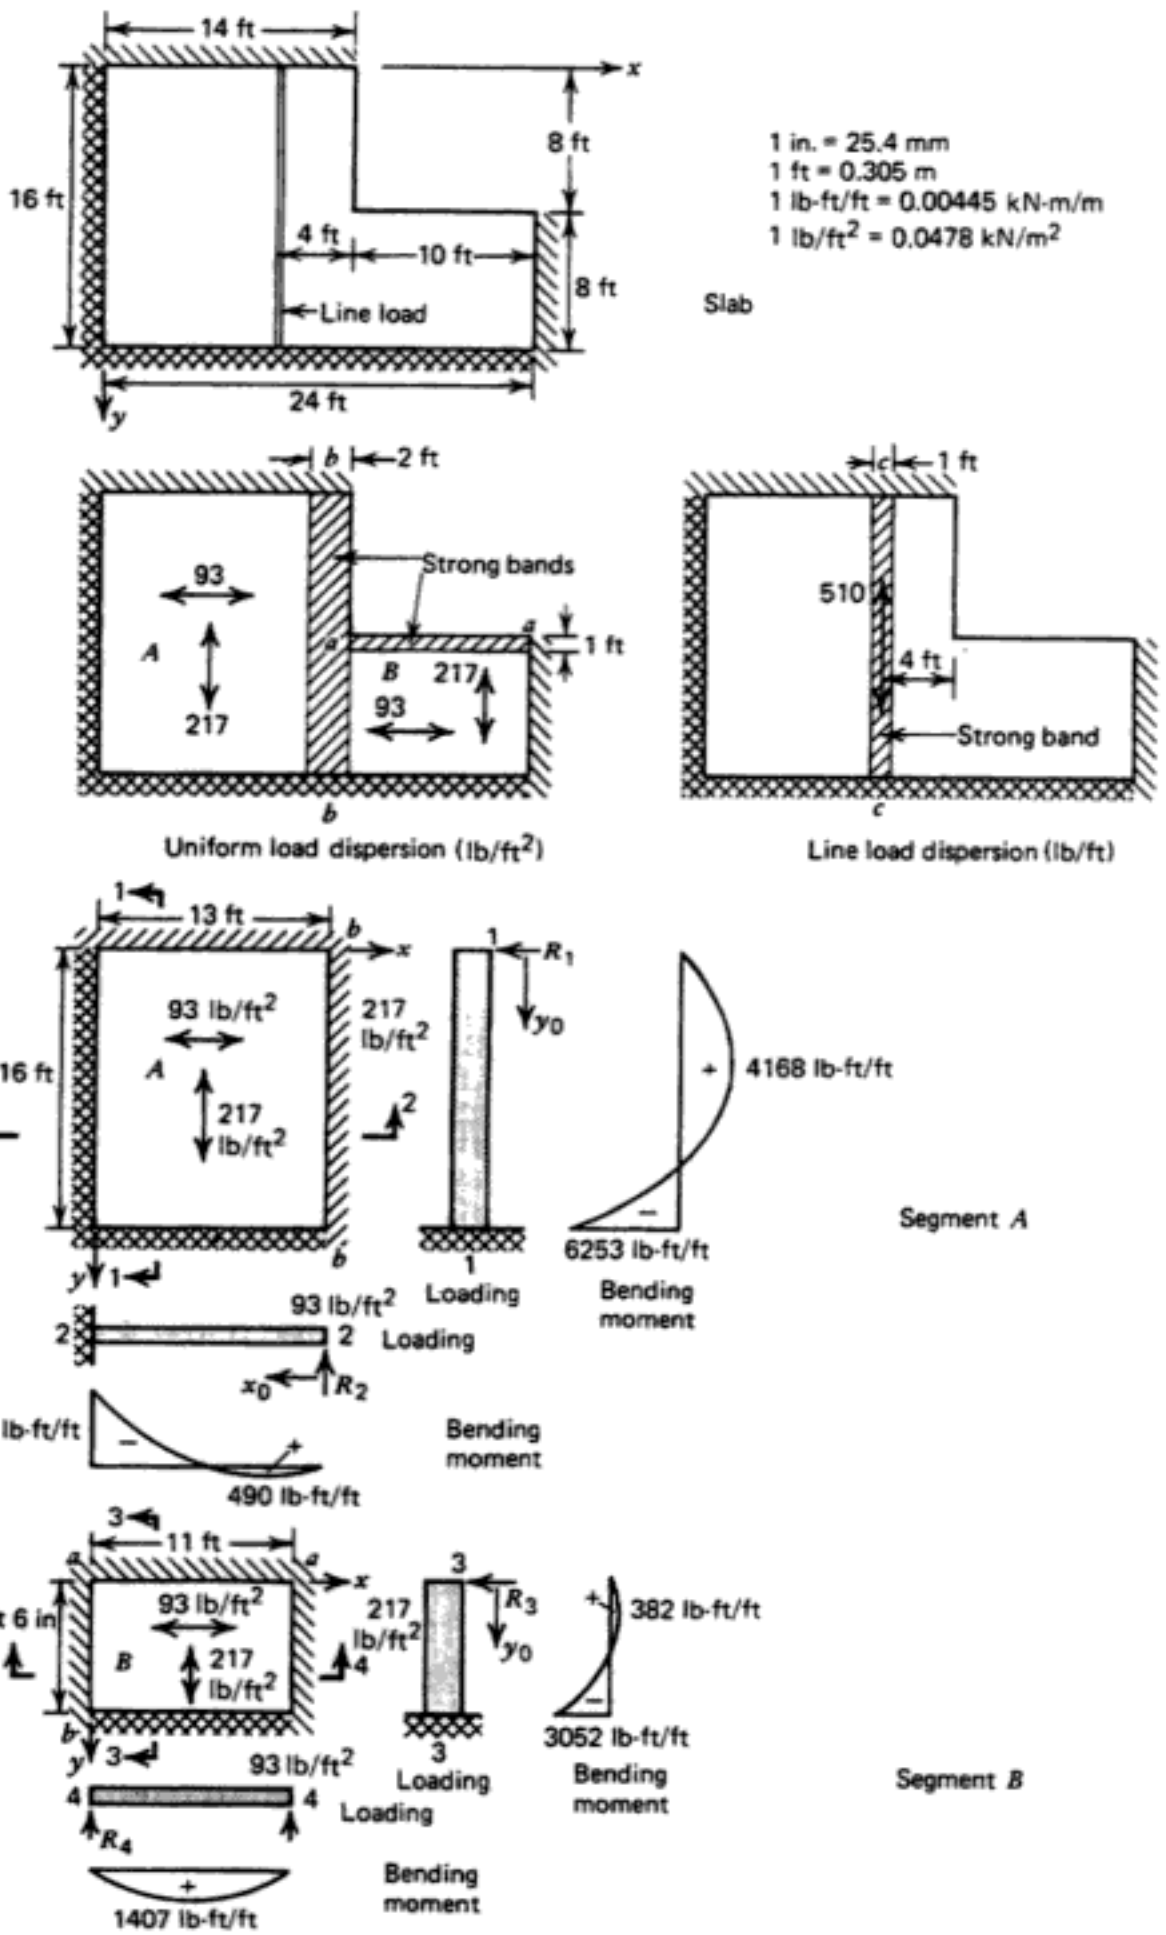 14 ft
x
8 ft
16 ft
4 ft
10 ft
8 ft
Line load
24 ft
y
1 in. = 25.4 mm
1 ft = 0.305 m
1 lb-ft/ft = 0.00445 kN-m/m
1 lb/ft² = 0.0478 kN/m²
Slab
b
2 ft
Strong bands
93
a
a
1 ft
A
B
217
93
217
b
Uniform load dispersion (lb/ft²)
c
1 ft
510
4 ft
Strong band
c
Line load dispersion (lb/ft)
1
13 ft
b
x
93 lb/ft²
217
lb/ft²
A
16 ft
217
lb/ft²
2
b
y
1
1
R₁
y₀
+
4168 lb-ft/ft
−
6253 lb-ft/ft
1
Loading
Bending
moment
Segment A
93 lb/ft²
2
2
Loading
x₀
R₂
lb-ft/ft
−
+
Bending
moment
490 lb-ft/ft
3
11 ft
a
a
x
t 6 in
93 lb/ft²
217
lb/ft²
B
217
lb/ft²
4
b
y
3
3
R₃
y₀
+
382 lb-ft/ft
−
3052 lb-ft/ft
3
Loading
Bending
moment
Segment B
93 lb/ft²
4
4
Loading
R₄
+
Bending
moment
1407 lb-ft/ft